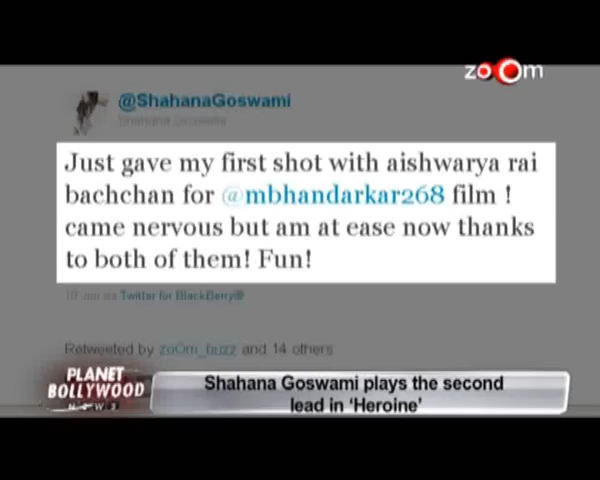 zoOm
@ShahanaGoswami
Shahana Goswami
Just gave my first shot with aishwarya rai
bachchan for @mbhandarkar268 film !
came nervous but am at ease now thanks
to both of them! Fun!
via Twitter for BlackBerry®
Retweeted by zoOm_buzz and 14 others
PLANET
BOLLYWOOD
NEWS
Shahana Goswami plays the second
lead in 'Heroine'